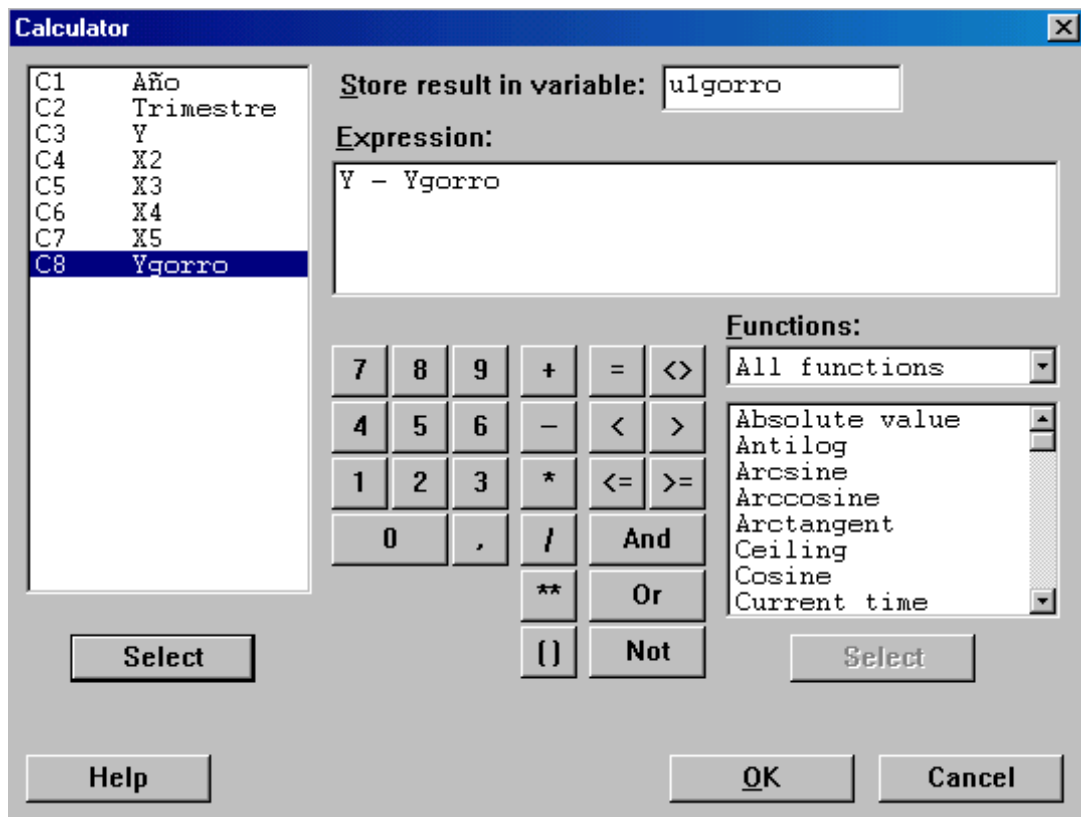 Calculator
C1 Año
C2 Trimestre
C3 Y
C4 X2
C5 X3
C6 X4
C7 X5
C8 Ygorro
Select
Store result in variable: u1gorro
Expression:
Y - Ygorro
7 8 9 + = <>
4 5 6 - < >
1 2 3 * <= >=
0 , / And
** Or
() Not
Functions:
All functions
Absolute value
Antilog
Arcsine
Arccosine
Arctangent
Ceiling
Cosine
Current time
Select
Help
OK
Cancel